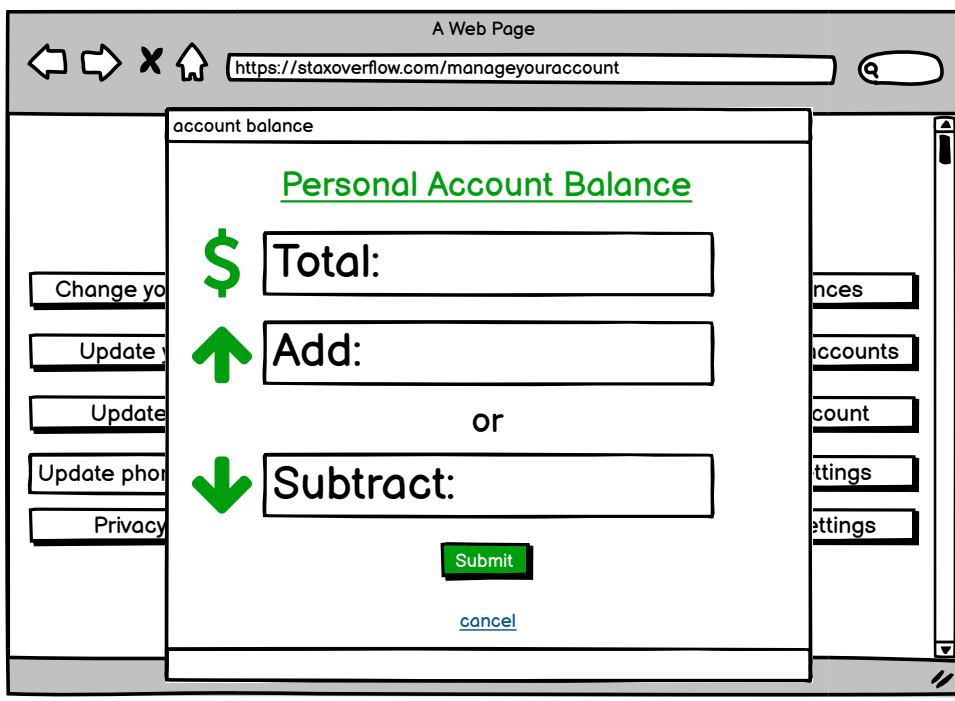 A Web Page
https://staxoverflow.com/manageyouraccount
account balance
Personal Account Balance
$
Total:
Change yo
nces
Add:
Update
accounts
or
Update
count
Subtract:
Update phon
ttings
Privacy
ettings
Submit
cancel